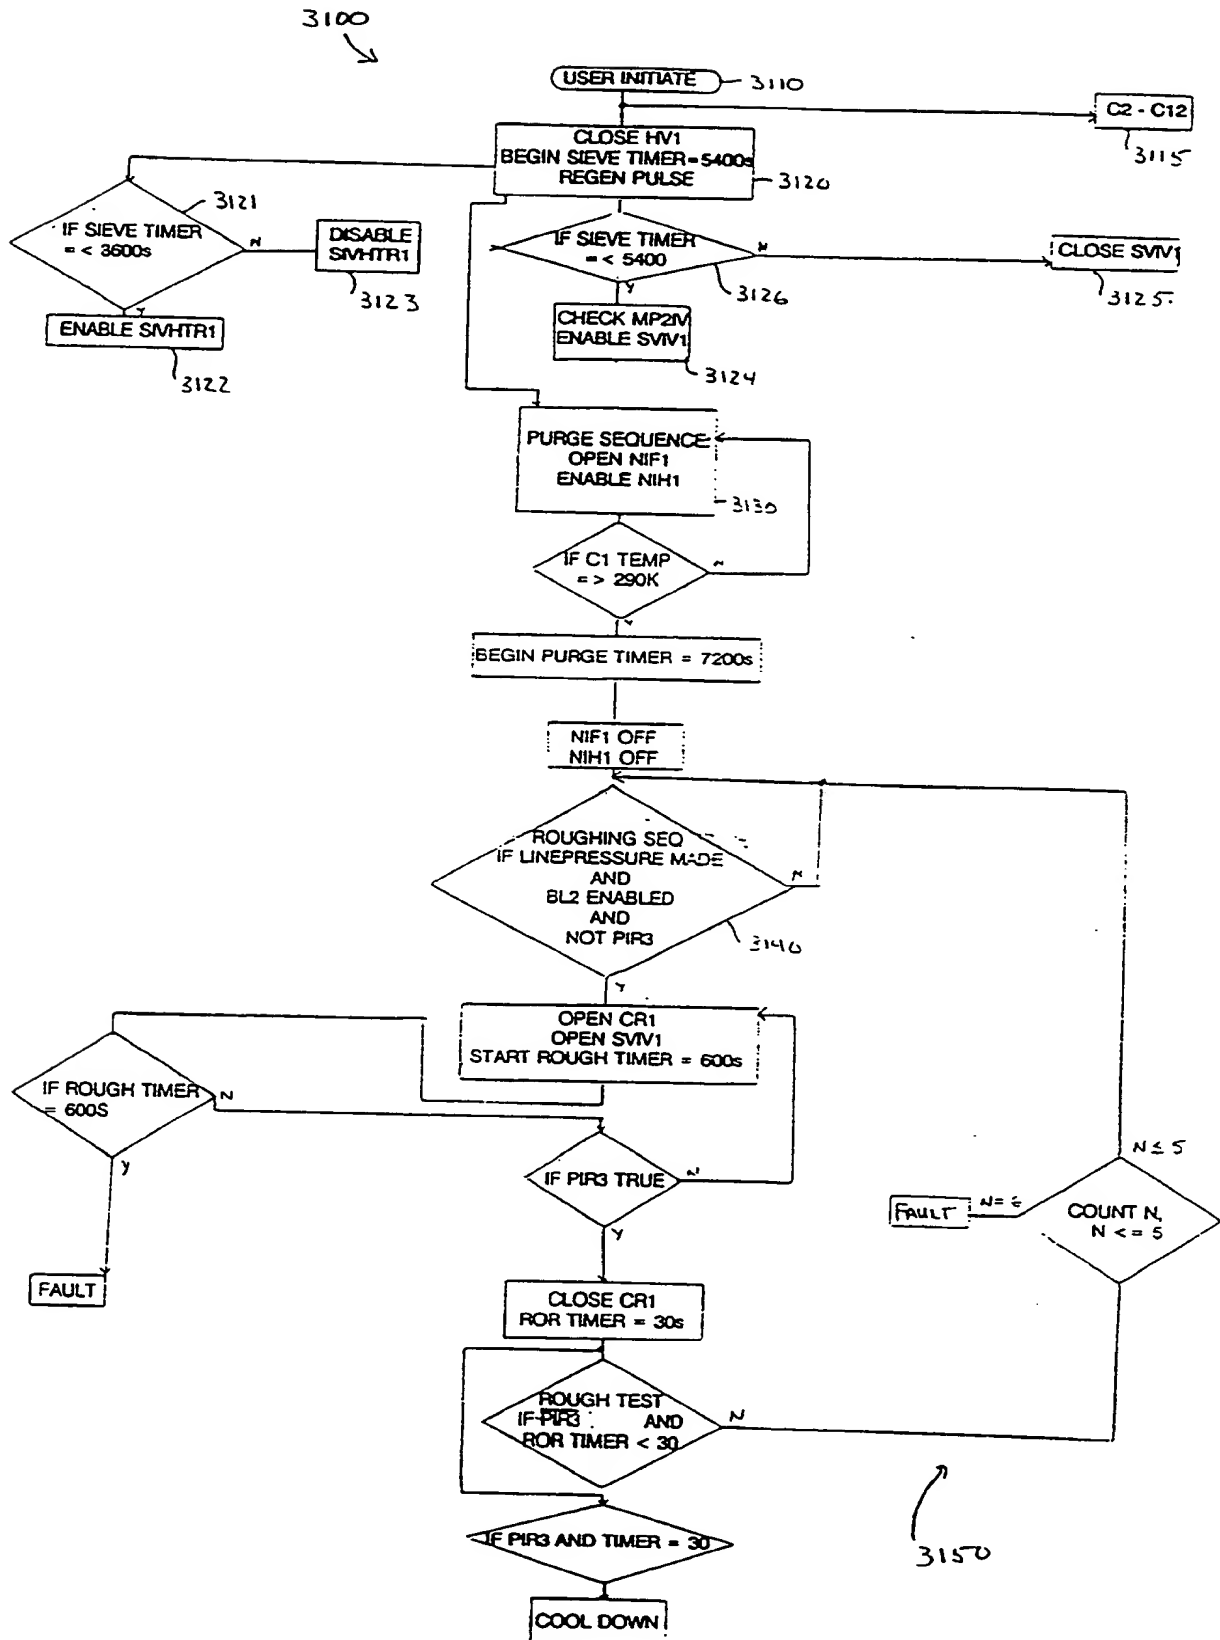 3100
USER INITIATE
3110
C2 - C12
3115
CLOSE HV1
BEGIN SIEVE TIMER = 5400s
REGEN PULSE
3120
3121
IF SIEVE TIMER
= < 3600s
N
DISABLE
SIVHTR1
3123
Y
ENABLE SIVHTR1
3122
IF SIEVE TIMER
= < 5400
N
3126
CLOSE SVIV1
3125.
Y
CHECK MP2IV
ENABLE SVIV1
3124
PURGE SEQUENCE
OPEN NIF1
ENABLE NIH1
3130
IF C1 TEMP
= > 290K
N
Y
BEGIN PURGE TIMER = 7200s
NIF1 OFF
NIH1 OFF
ROUGHING SEQ
IF LINEPRESSURE MADE
AND
BL2 ENABLED
AND
NOT PIR3
N
3140
Y
OPEN CR1
OPEN SVIV1
START ROUGH TIMER = 600s
IF ROUGH TIMER
= 600S
N
Y
FAULT
IF PIR3 TRUE
N
Y
N ≤ 5
COUNT N,
N < = 5
N=
FAULT
CLOSE CR1
ROR TIMER = 30s
ROUGH TEST
IF PIR3 AND
ROR TIMER < 30
N
3150
IF PIR3 AND TIMER = 30
COOL DOWN